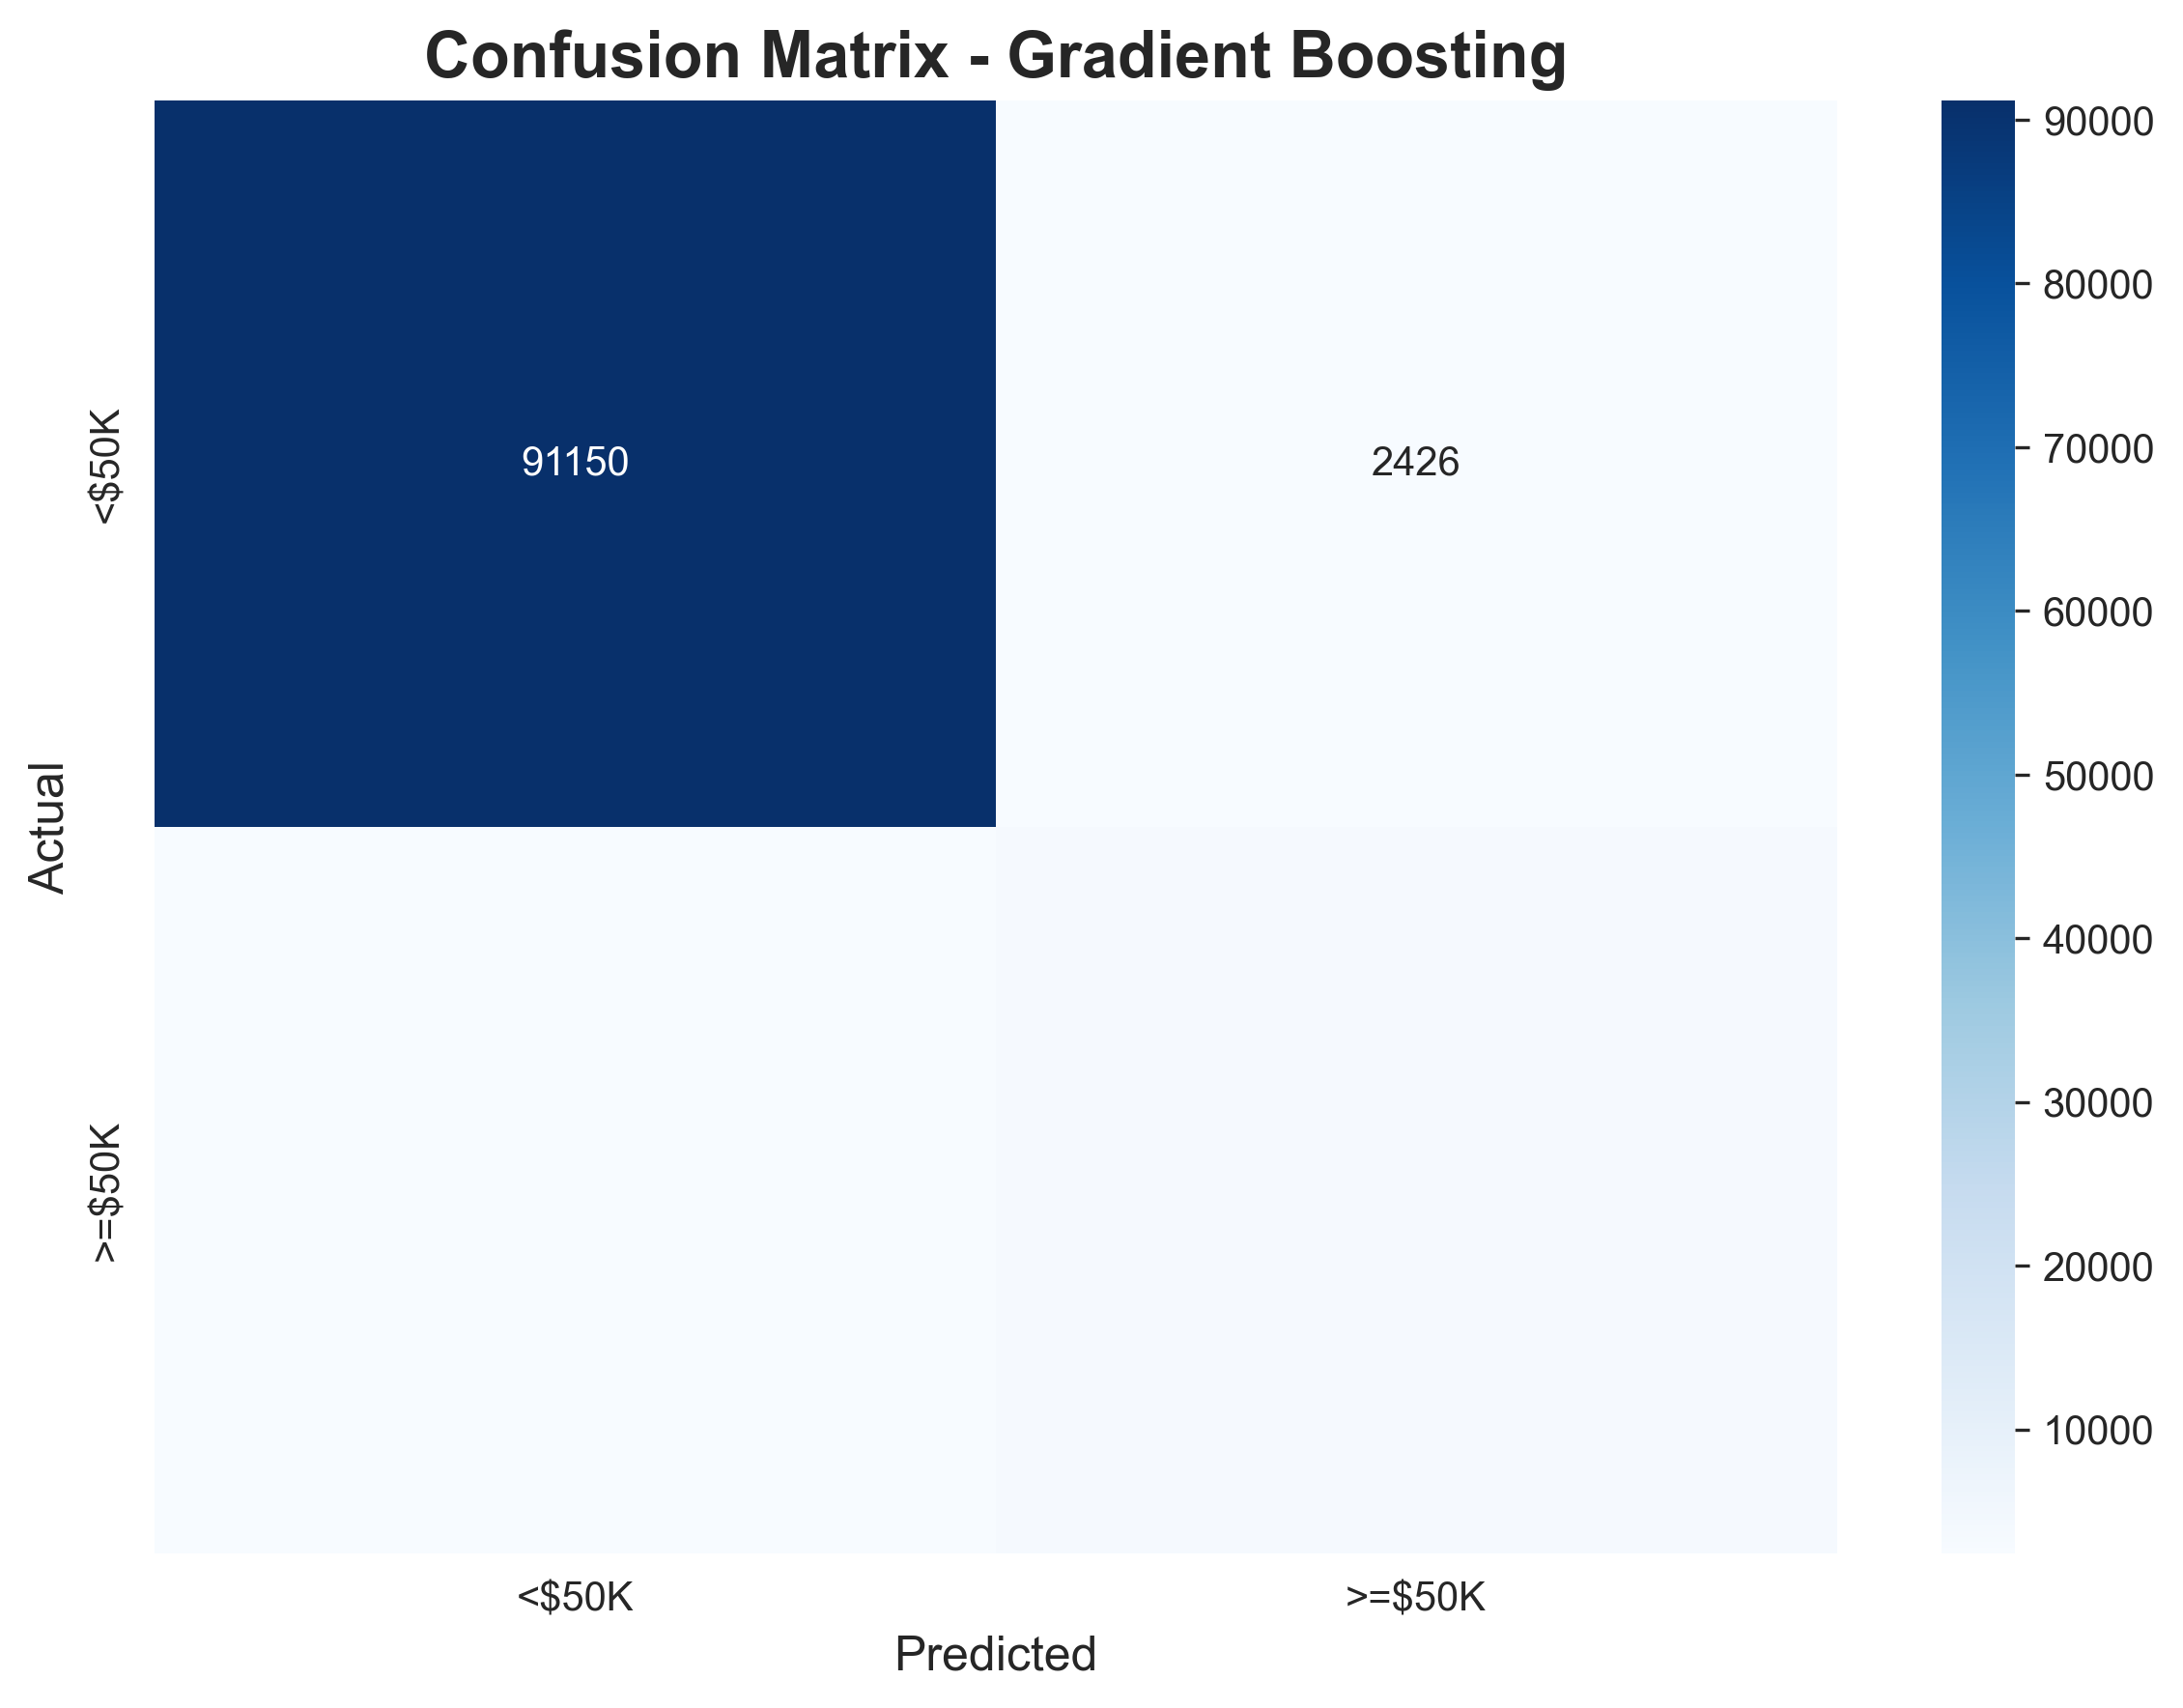 Confusion Matrix - Gradient Boosting
Actual
<$50K
91150
2426
>=$50K
<$50K
>=$50K
Predicted
90000
80000
70000
60000
50000
40000
30000
20000
10000